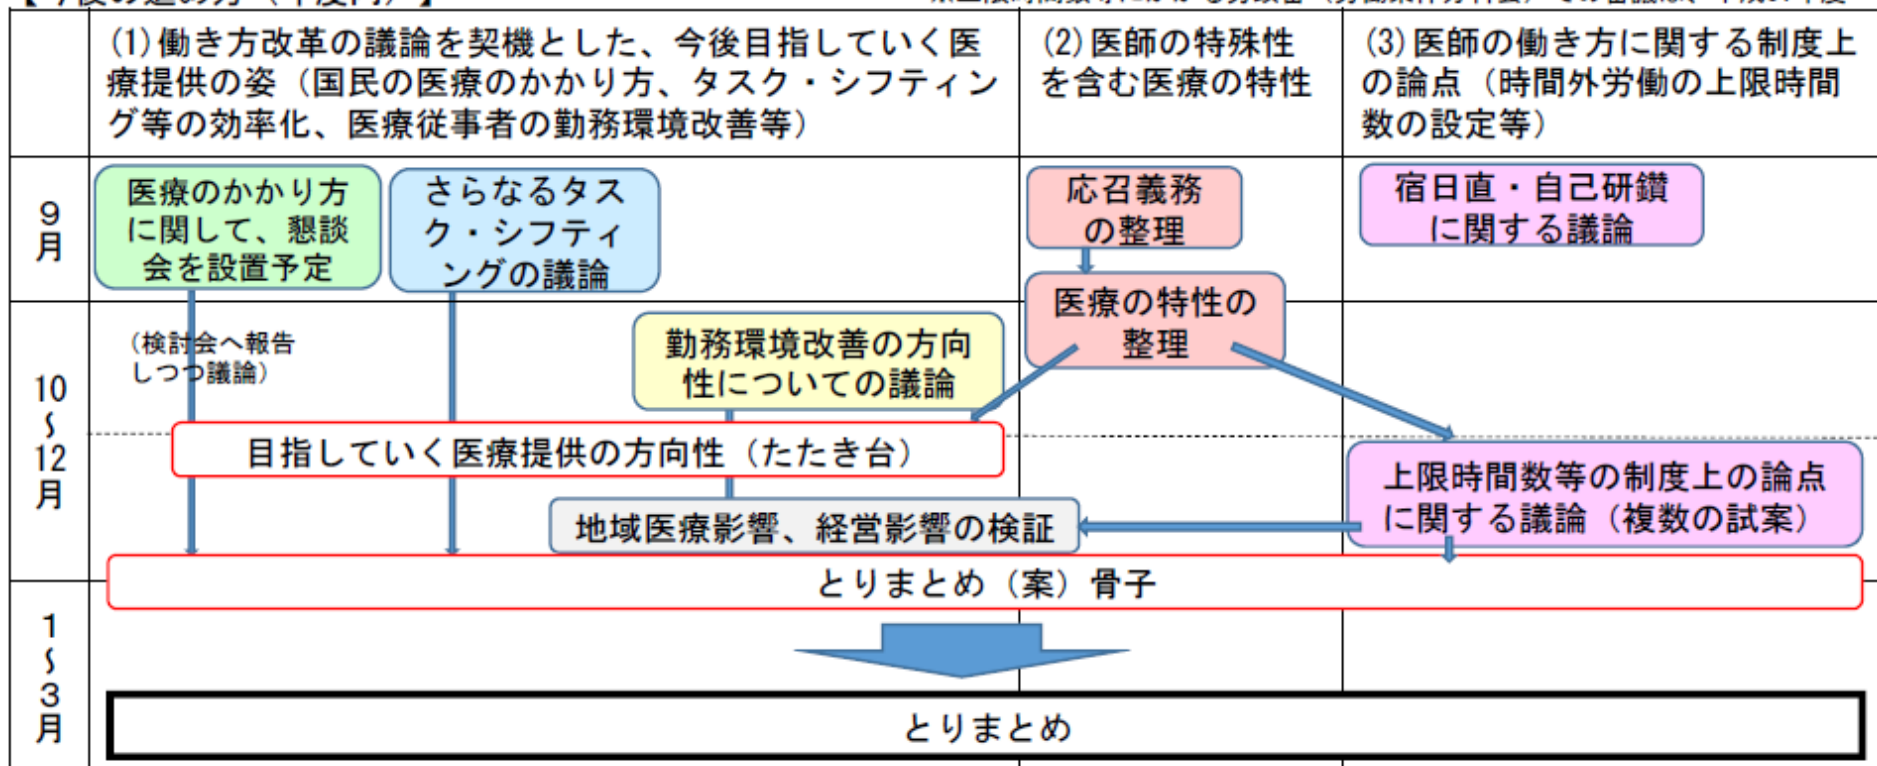 (1)働き方改革の議論を契機とした、今後目指していく医
療提供の姿（国民の医療のかかり方、タスク・シフティン
グ等の効率化、医療従事者の勤務環境改善等）
(2)医師の特殊性
を含む医療の特性
(3)医師の働き方に関する制度上
の論点（時間外労働の上限時間
数の設定等）
9
月
医療のかかり方
に関して、懇談
会を設置予定
さらなるタス
ク・シフティ
ングの議論
応召義務
の整理
宿日直・自己研鑽
に関する議論
医療の特性の
整理
10
〜
12
月
（検討会へ報告
しつつ議論）
勤務環境改善の方向
性についての議論
目指していく医療提供の方向性（たたき台）
上限時間数等の制度上の論点
に関する議論（複数の試案）
地域医療影響、経営影響の検証
とりまとめ（案）骨子
1
〜
3
月
とりまとめ